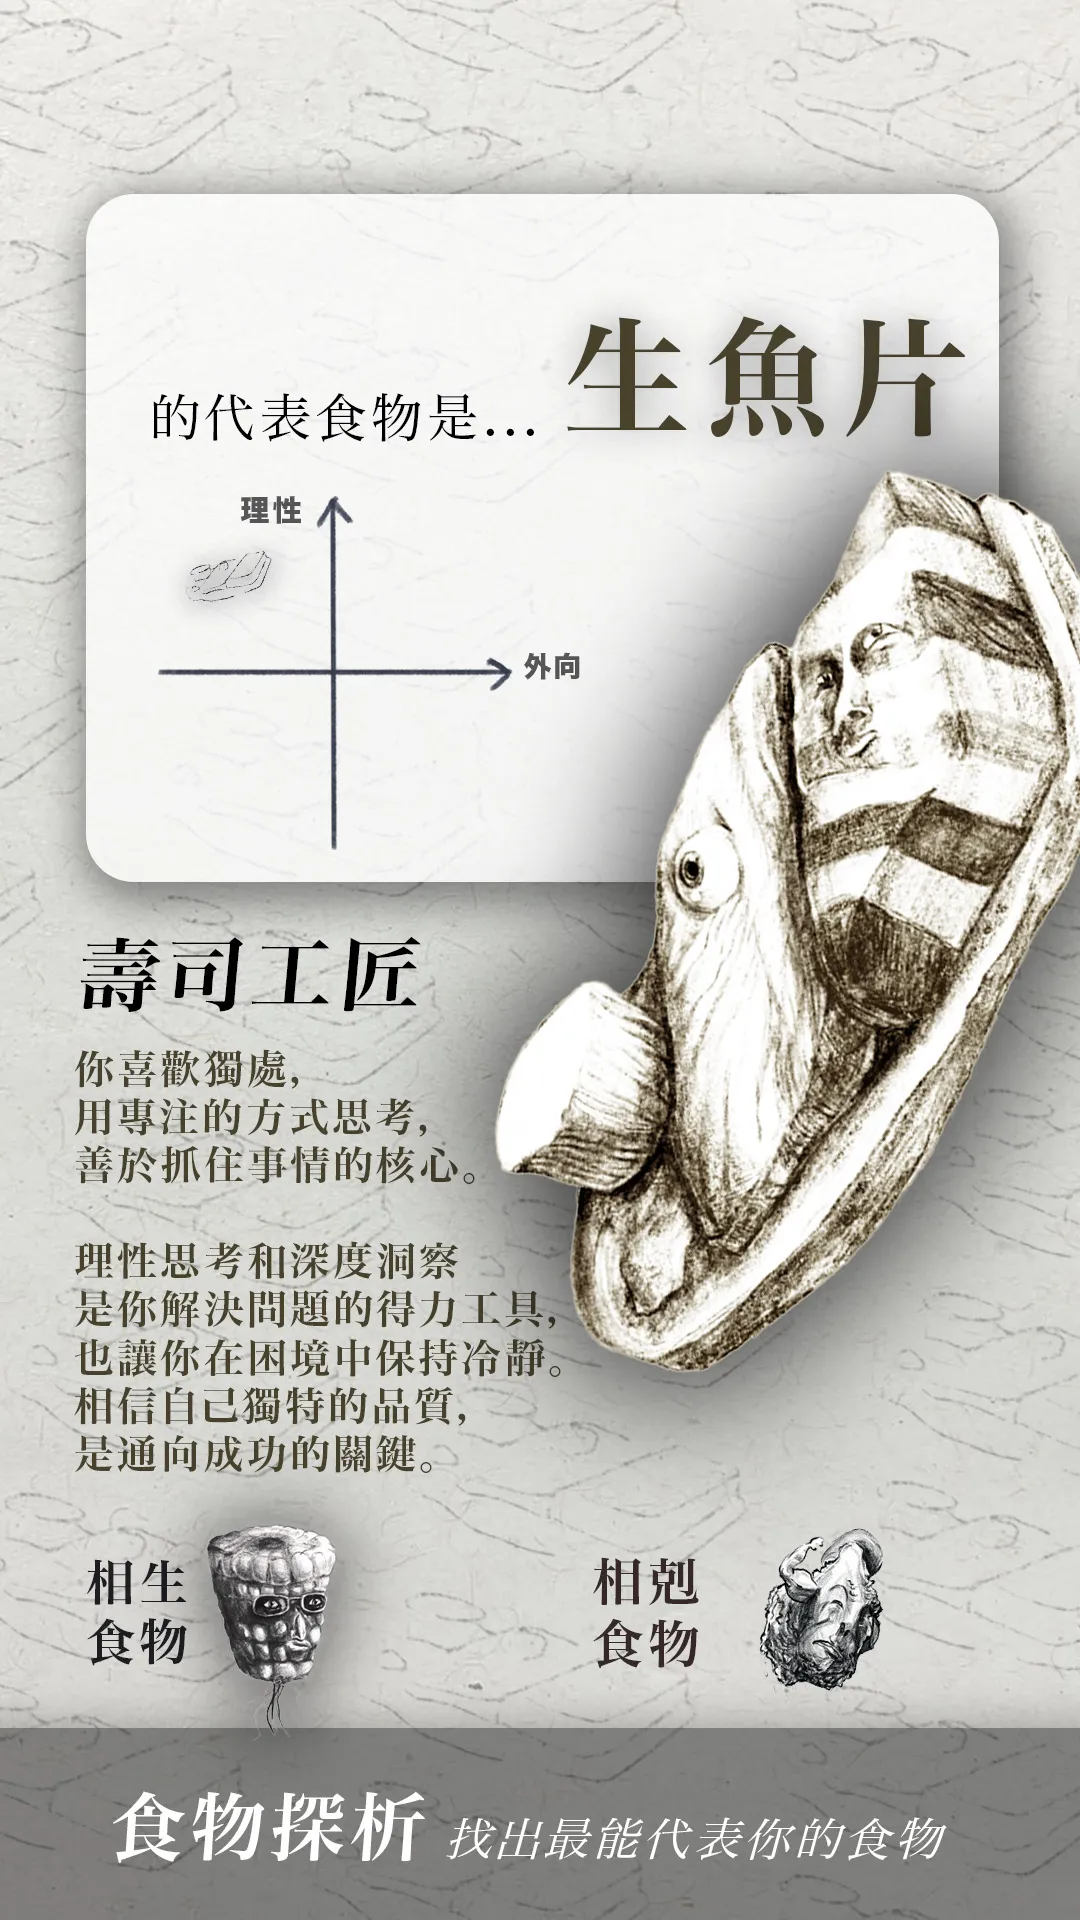 的代表食物是... 生魚片
理性
外向
壽司工匠
你喜歡獨處,
用專注的方式思考,
善於抓住事情的核心。
理性思考和深度洞察
是你解決問題的得力工具,
也讓你在困境中保持冷靜。
相信自己獨特的品質,
是通向成功的關鍵。
相生
食物
相剋
食物
食物探析 找出最能代表你的食物